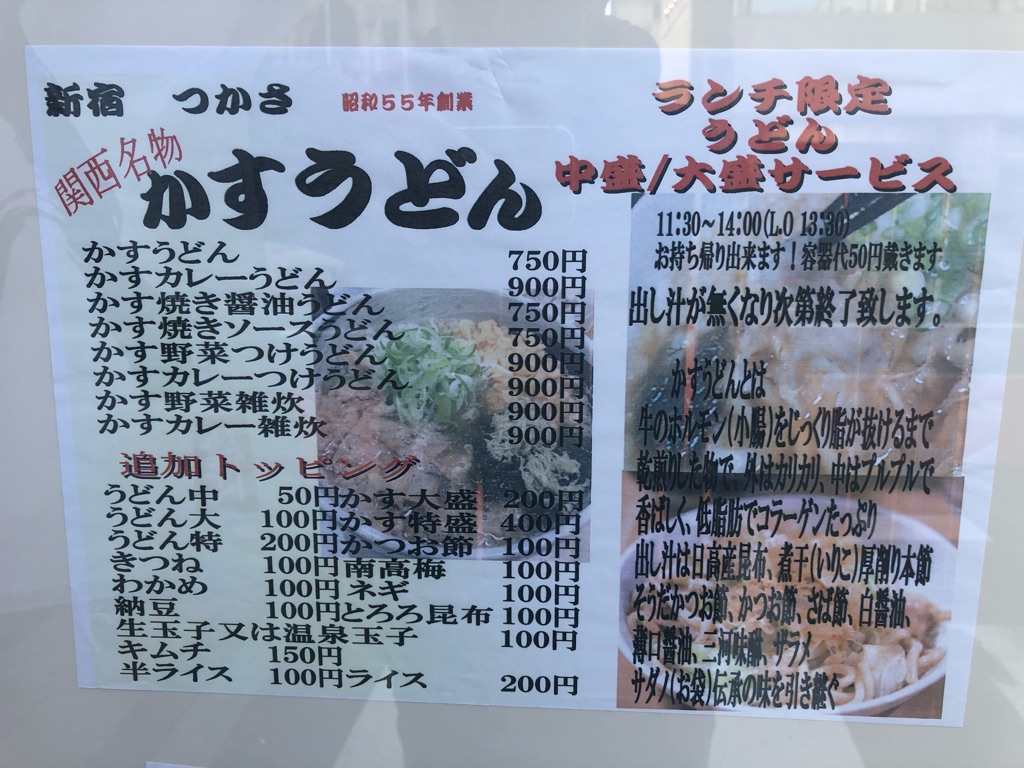 新宿 つかさ 昭和55年創業
関西名物
かすうどん
かすうどん 750円
かすカレーうどん 900円
かす焼き醤油うどん 750円
かす焼きソースうどん 750円
かす野菜つけうどん 900円
かすカレーつけうどん 900円
かす野菜雑炊 900円
かすカレー雑炊 900円
追加トッピング
うどん中 50円 かす大盛 200円
うどん大 100円 かす特盛 400円
うどん特 200円 かつお節 100円
きつね 100円 南高梅 100円
わかめ 100円 ネギ 100円
納豆 100円 とろろ昆布 100円
生玉子又は温泉玉子 100円
キムチ 150円
半ライス 100円 ライス 200円
ランチ限定
うどん
中盛/大盛サービス
11:30~14:00(L.O 13:30)
お持ち帰り出来ます!容器代50円戴きます
出し汁が無くなり次第終了致します。
かすうどんとは
牛のホルモン(小腸)をじっくり脂が抜けるまで
乾煎りした物で、外はカリカリ、中はプルプルで
香ばしく、低脂肪でコラーゲンたっぷり
出し汁は日高産昆布、煮干(いりこ)厚削り本節
そうだかつお節、かつお節、さば節、白醤油、
薄口醤油、三河味醂、ザラメ
サダノ(お袋)伝承の味を引き継ぐ